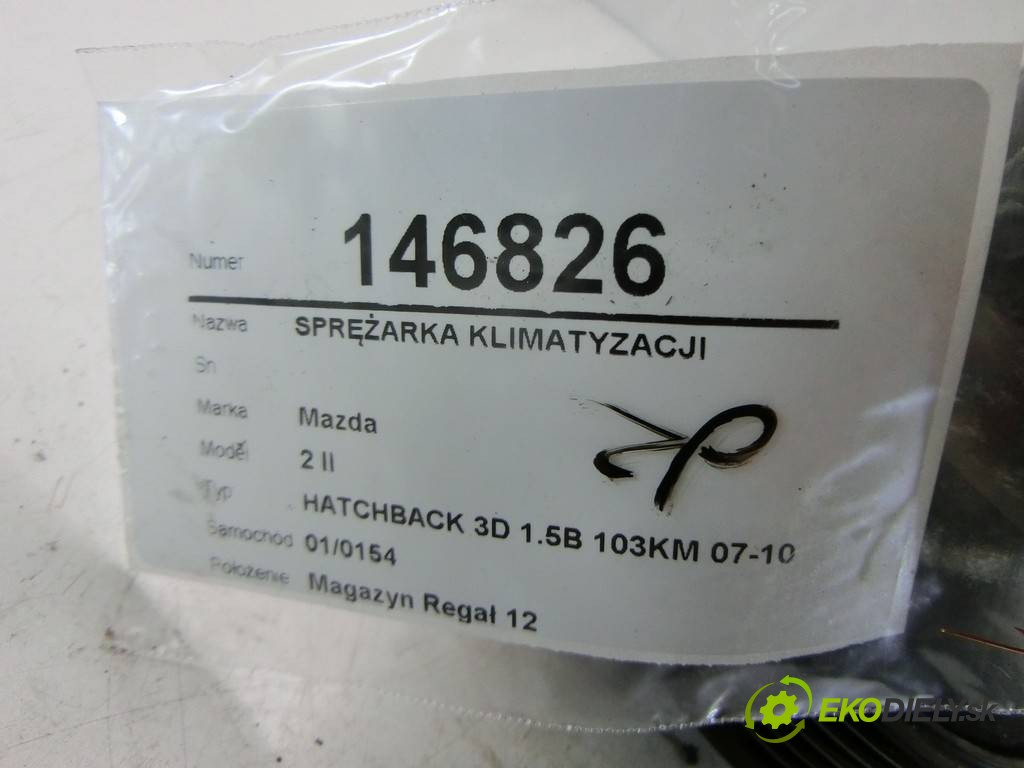 Numer 146826
Nazwa SPRĘŻARKA KLIMATYZACJI
Sn
Marka Mazda
Model 2 II
Typ HATCHBACK 3D 1.5B 103KM 07-10
Samochód 01/0154
Położenie Magazyn Regał 12
EKODIELY.SK